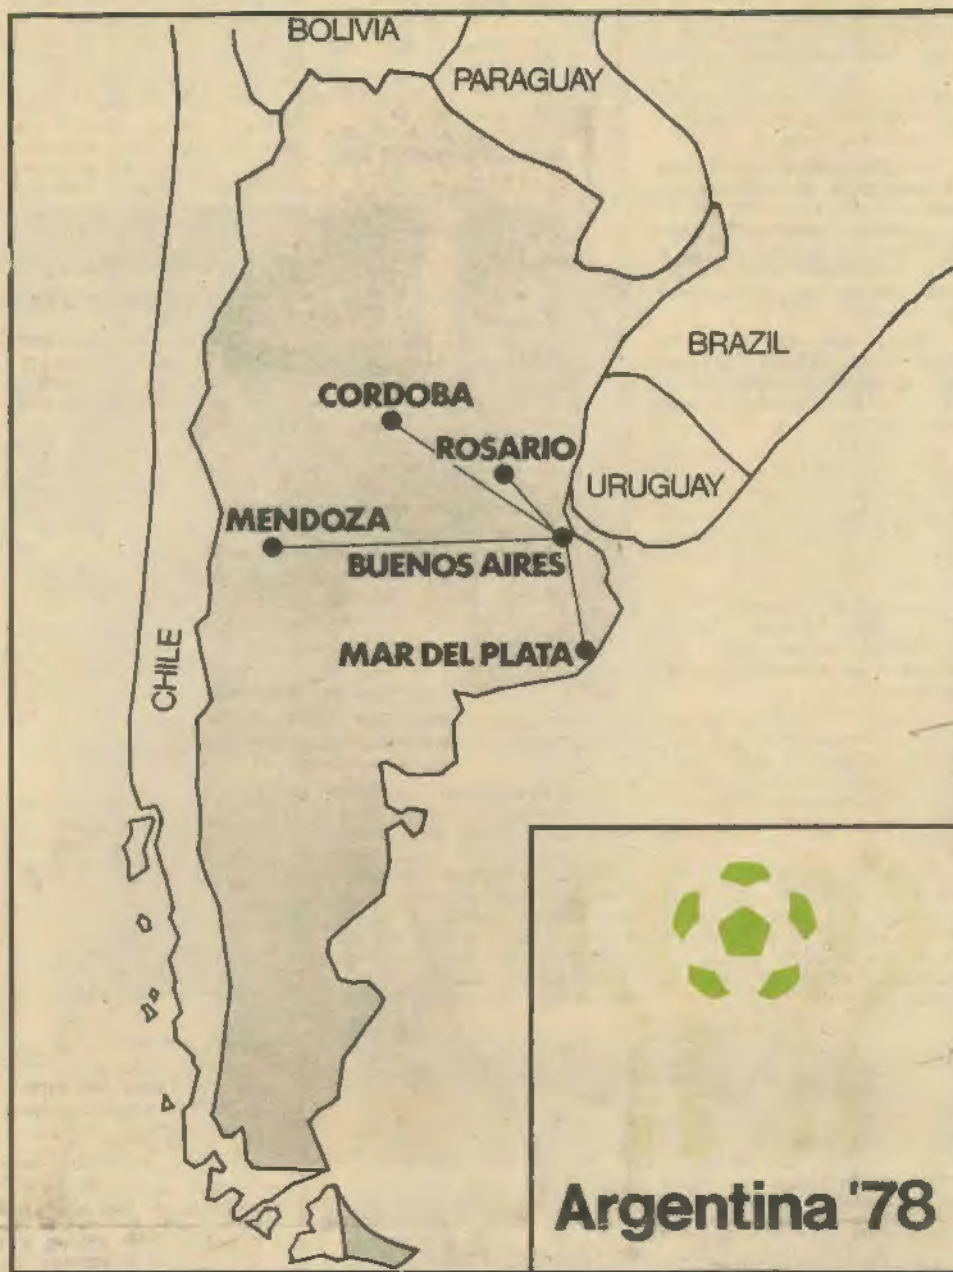 BOLIVIA
PARAGUAY
BRAZIL
CORDOBA
ROSARIO
URUGUAY
MENDOZA
BUENOS AIRES
CHILE
MAR DEL PLATA
Argentina '78